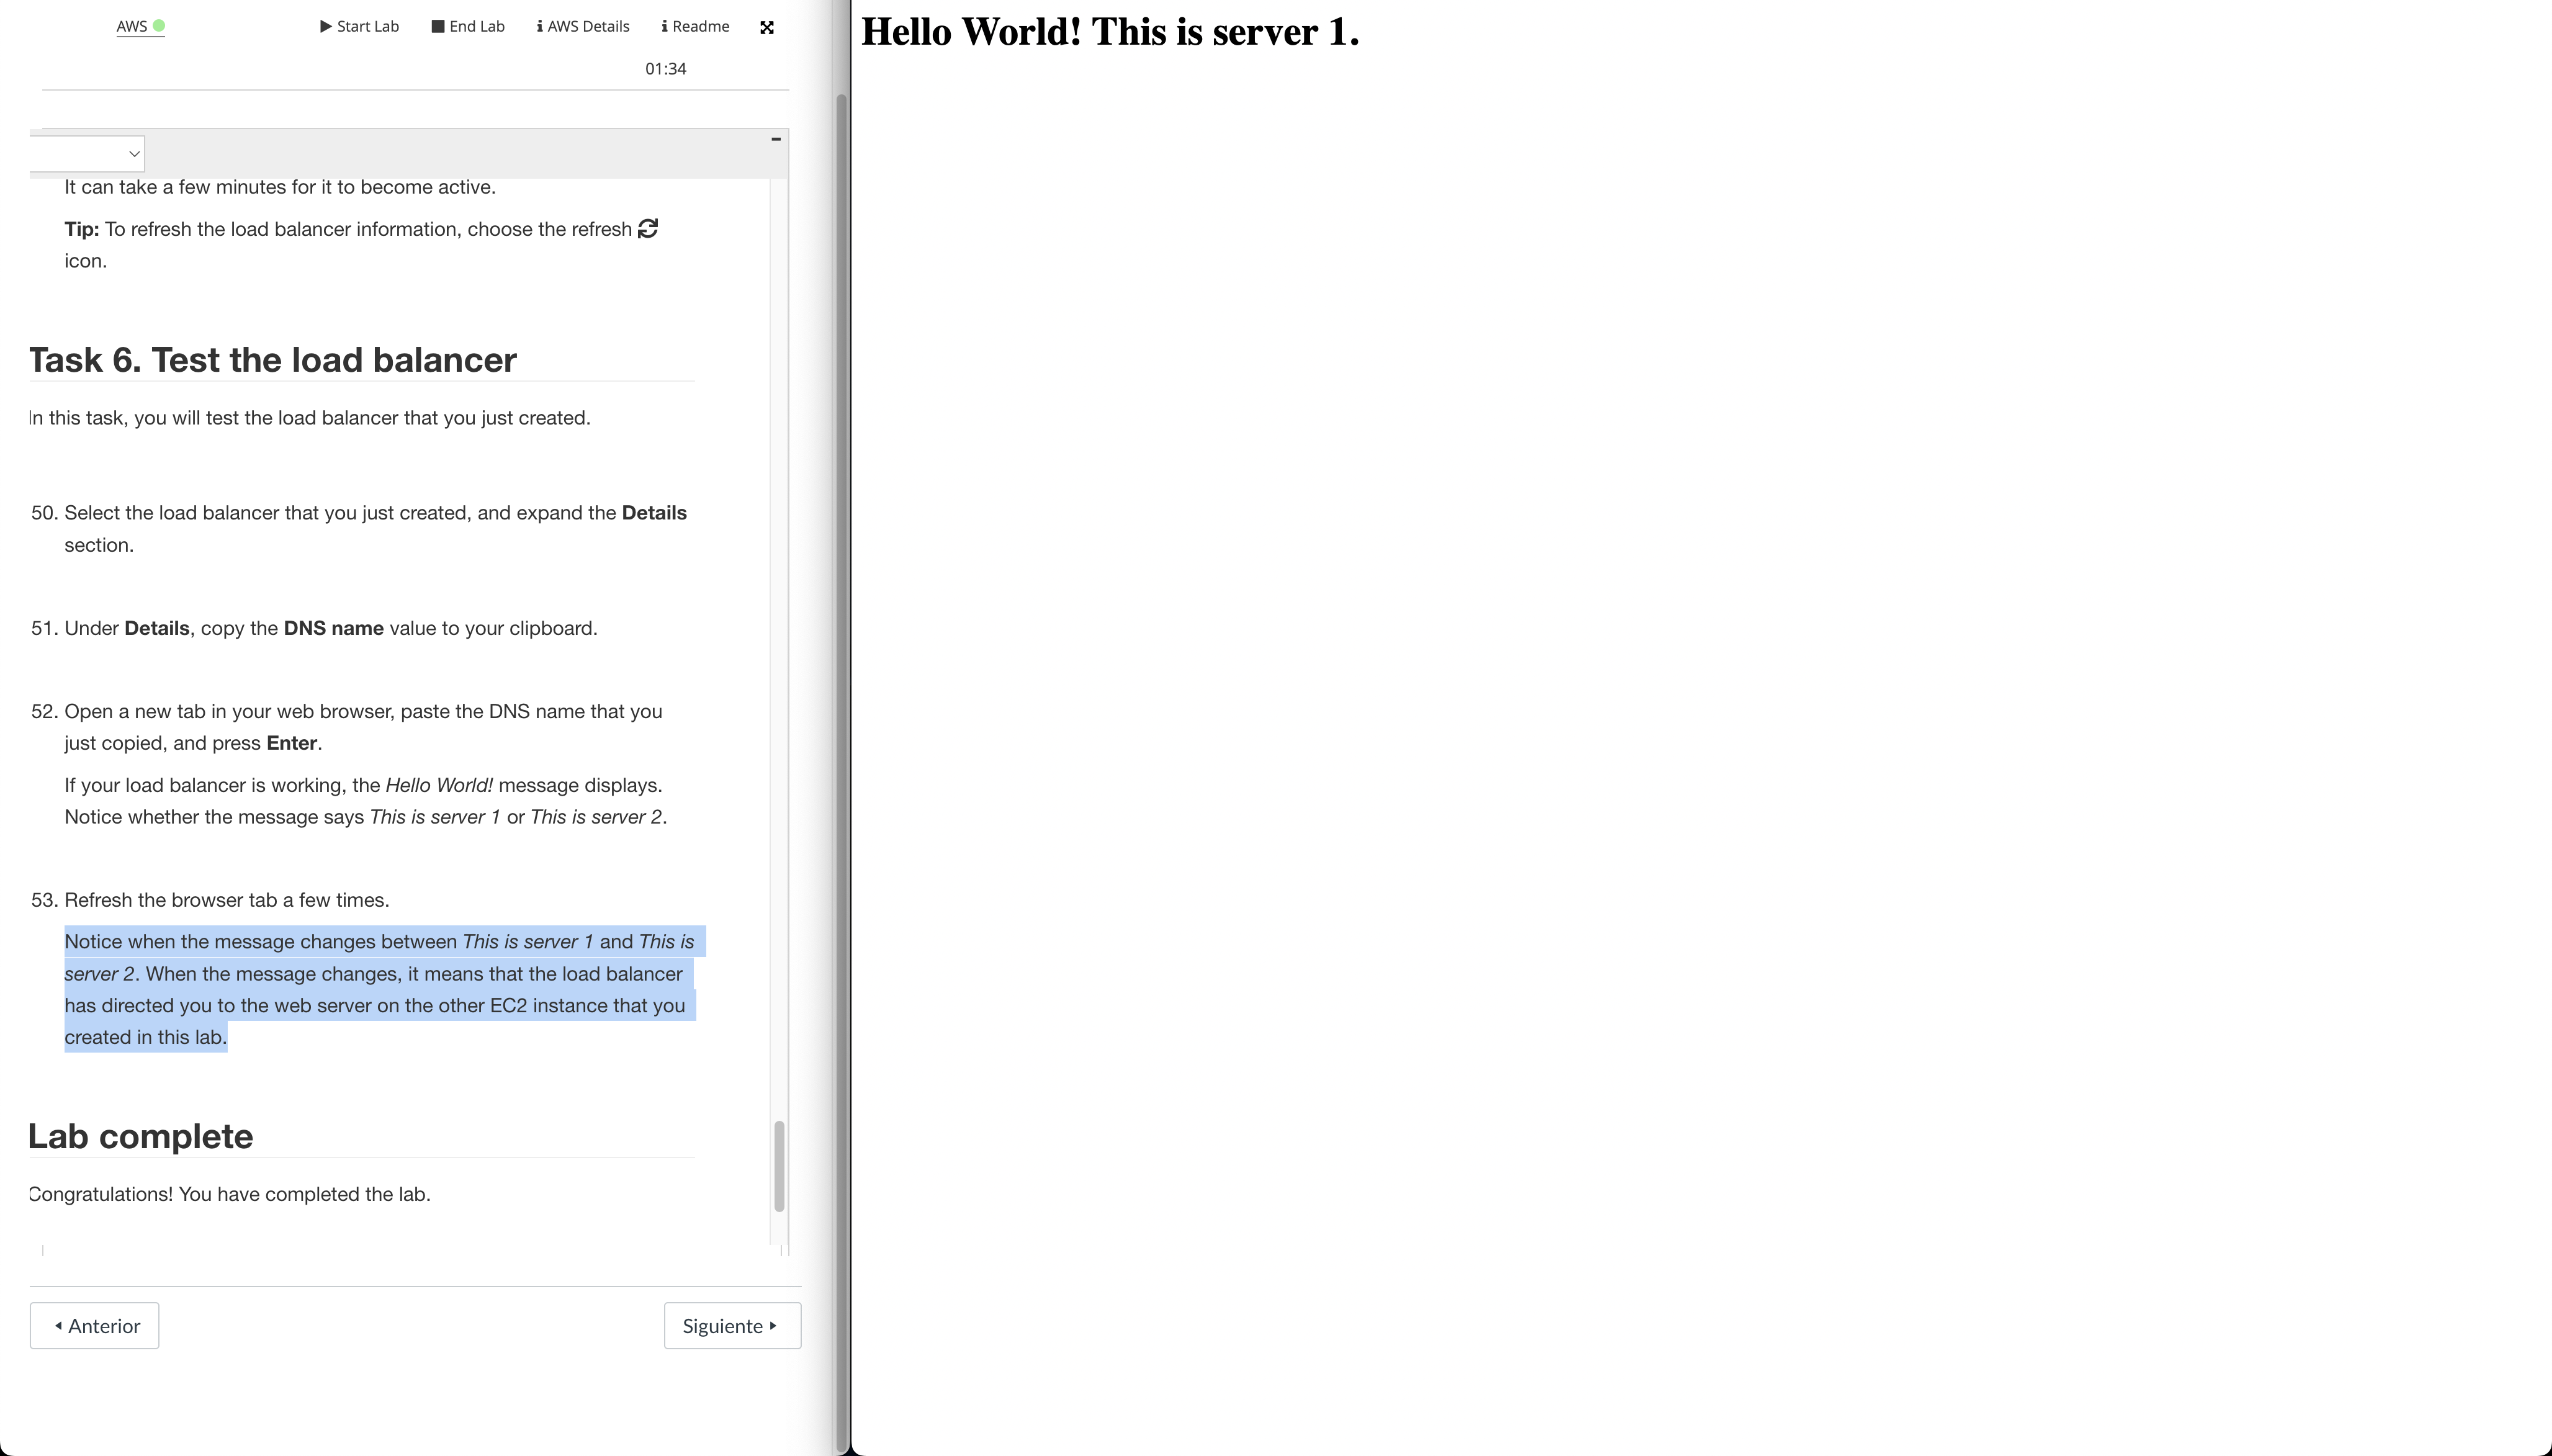 AWS Start Lab End Lab AWS Details Readme
01:34
It can take a few minutes for it to become active.
Tip: To refresh the load balancer information, choose the refresh
icon.
Task 6. Test the load balancer
In this task, you will test the load balancer that you just created.
50. Select the load balancer that you just created, and expand the Details
section.
51. Under Details, copy the DNS name value to your clipboard.
52. Open a new tab in your web browser, paste the DNS name that you
just copied, and press Enter.
If your load balancer is working, the Hello World! message displays.
Notice whether the message says This is server 1 or This is server 2.
53. Refresh the browser tab a few times.
Notice when the message changes between This is server 1 and This is
server 2. When the message changes, it means that the load balancer
has directed you to the web server on the other EC2 instance that you
created in this lab.
Lab complete
Congratulations! You have completed the lab.
Anterior
Siguiente
Hello World! This is server 1.